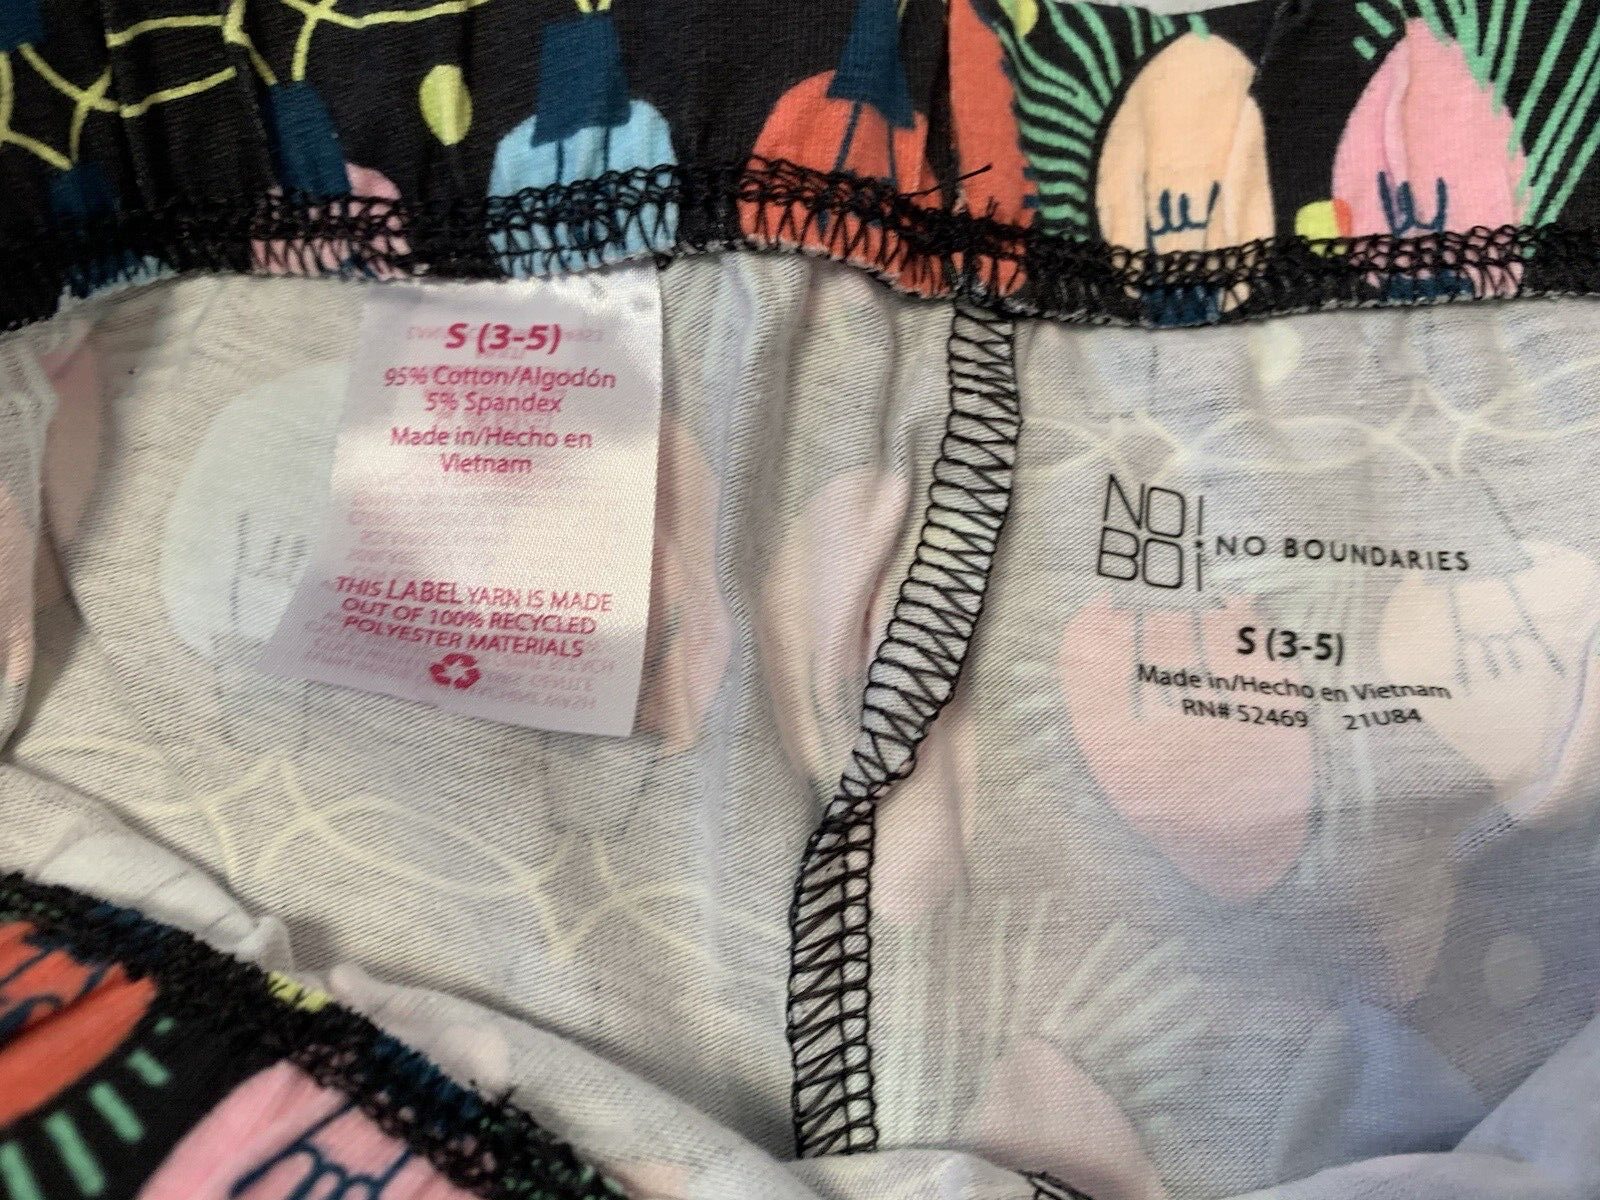 S (3-5)
95% Cotton/Algodón
5% Spandex
Made in/Hecho en
Vietnam
THIS LABEL YARN IS MADE
OUT OF 100% RECYCLED
POLYESTER MATERIALS
NO
BO
NO BOUNDARIES
S (3-5)
Made in/Hecho en Vietnam
RN# 52469 21U84